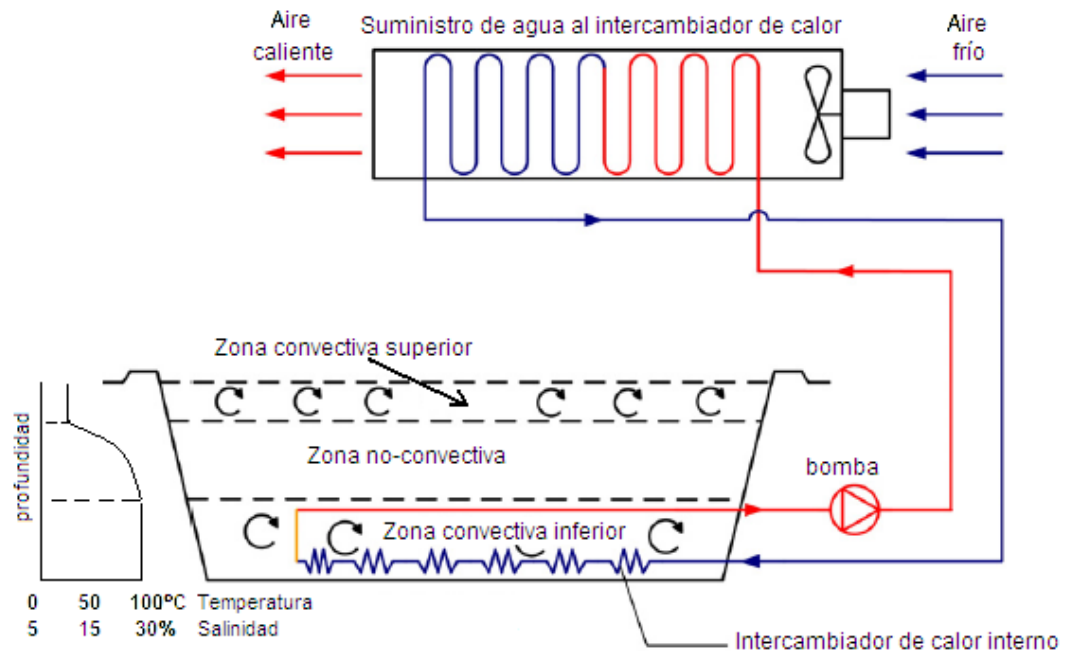 Aire
caliente
Suministro de agua al intercambiador de calor
Aire
frío
Zona convectiva superior
Zona no-convectiva
bomba
profundidad
Zona convectiva inferior
0 50 100ºC Temperatura
5 15 30% Salinidad
Intercambiador de calor interno